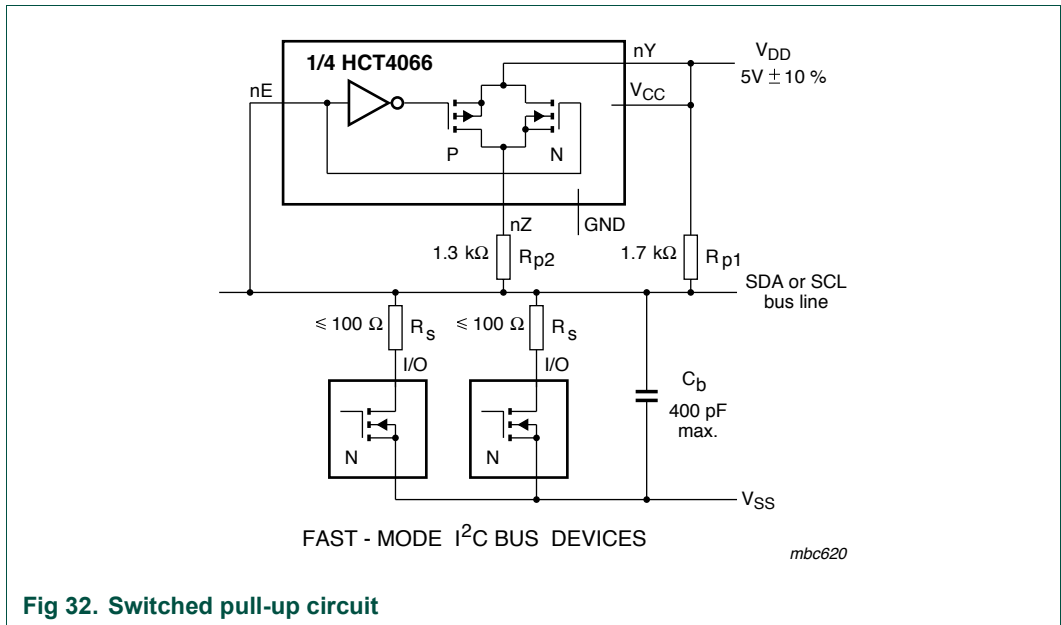 1/4 HCT4066
nY
V_DD
5V ± 10 %
nE
V_CC
P
N
nZ
GND
1.3 kΩ
R_p2
1.7 kΩ
R_p1
SDA or SCL
bus line
≤ 100 Ω
R_s
≤ 100 Ω
R_s
I/O
I/O
C_b
400 pF
max.
N
N
V_SS
FAST - MODE I²C BUS DEVICES
mbc620
Fig 32. Switched pull-up circuit